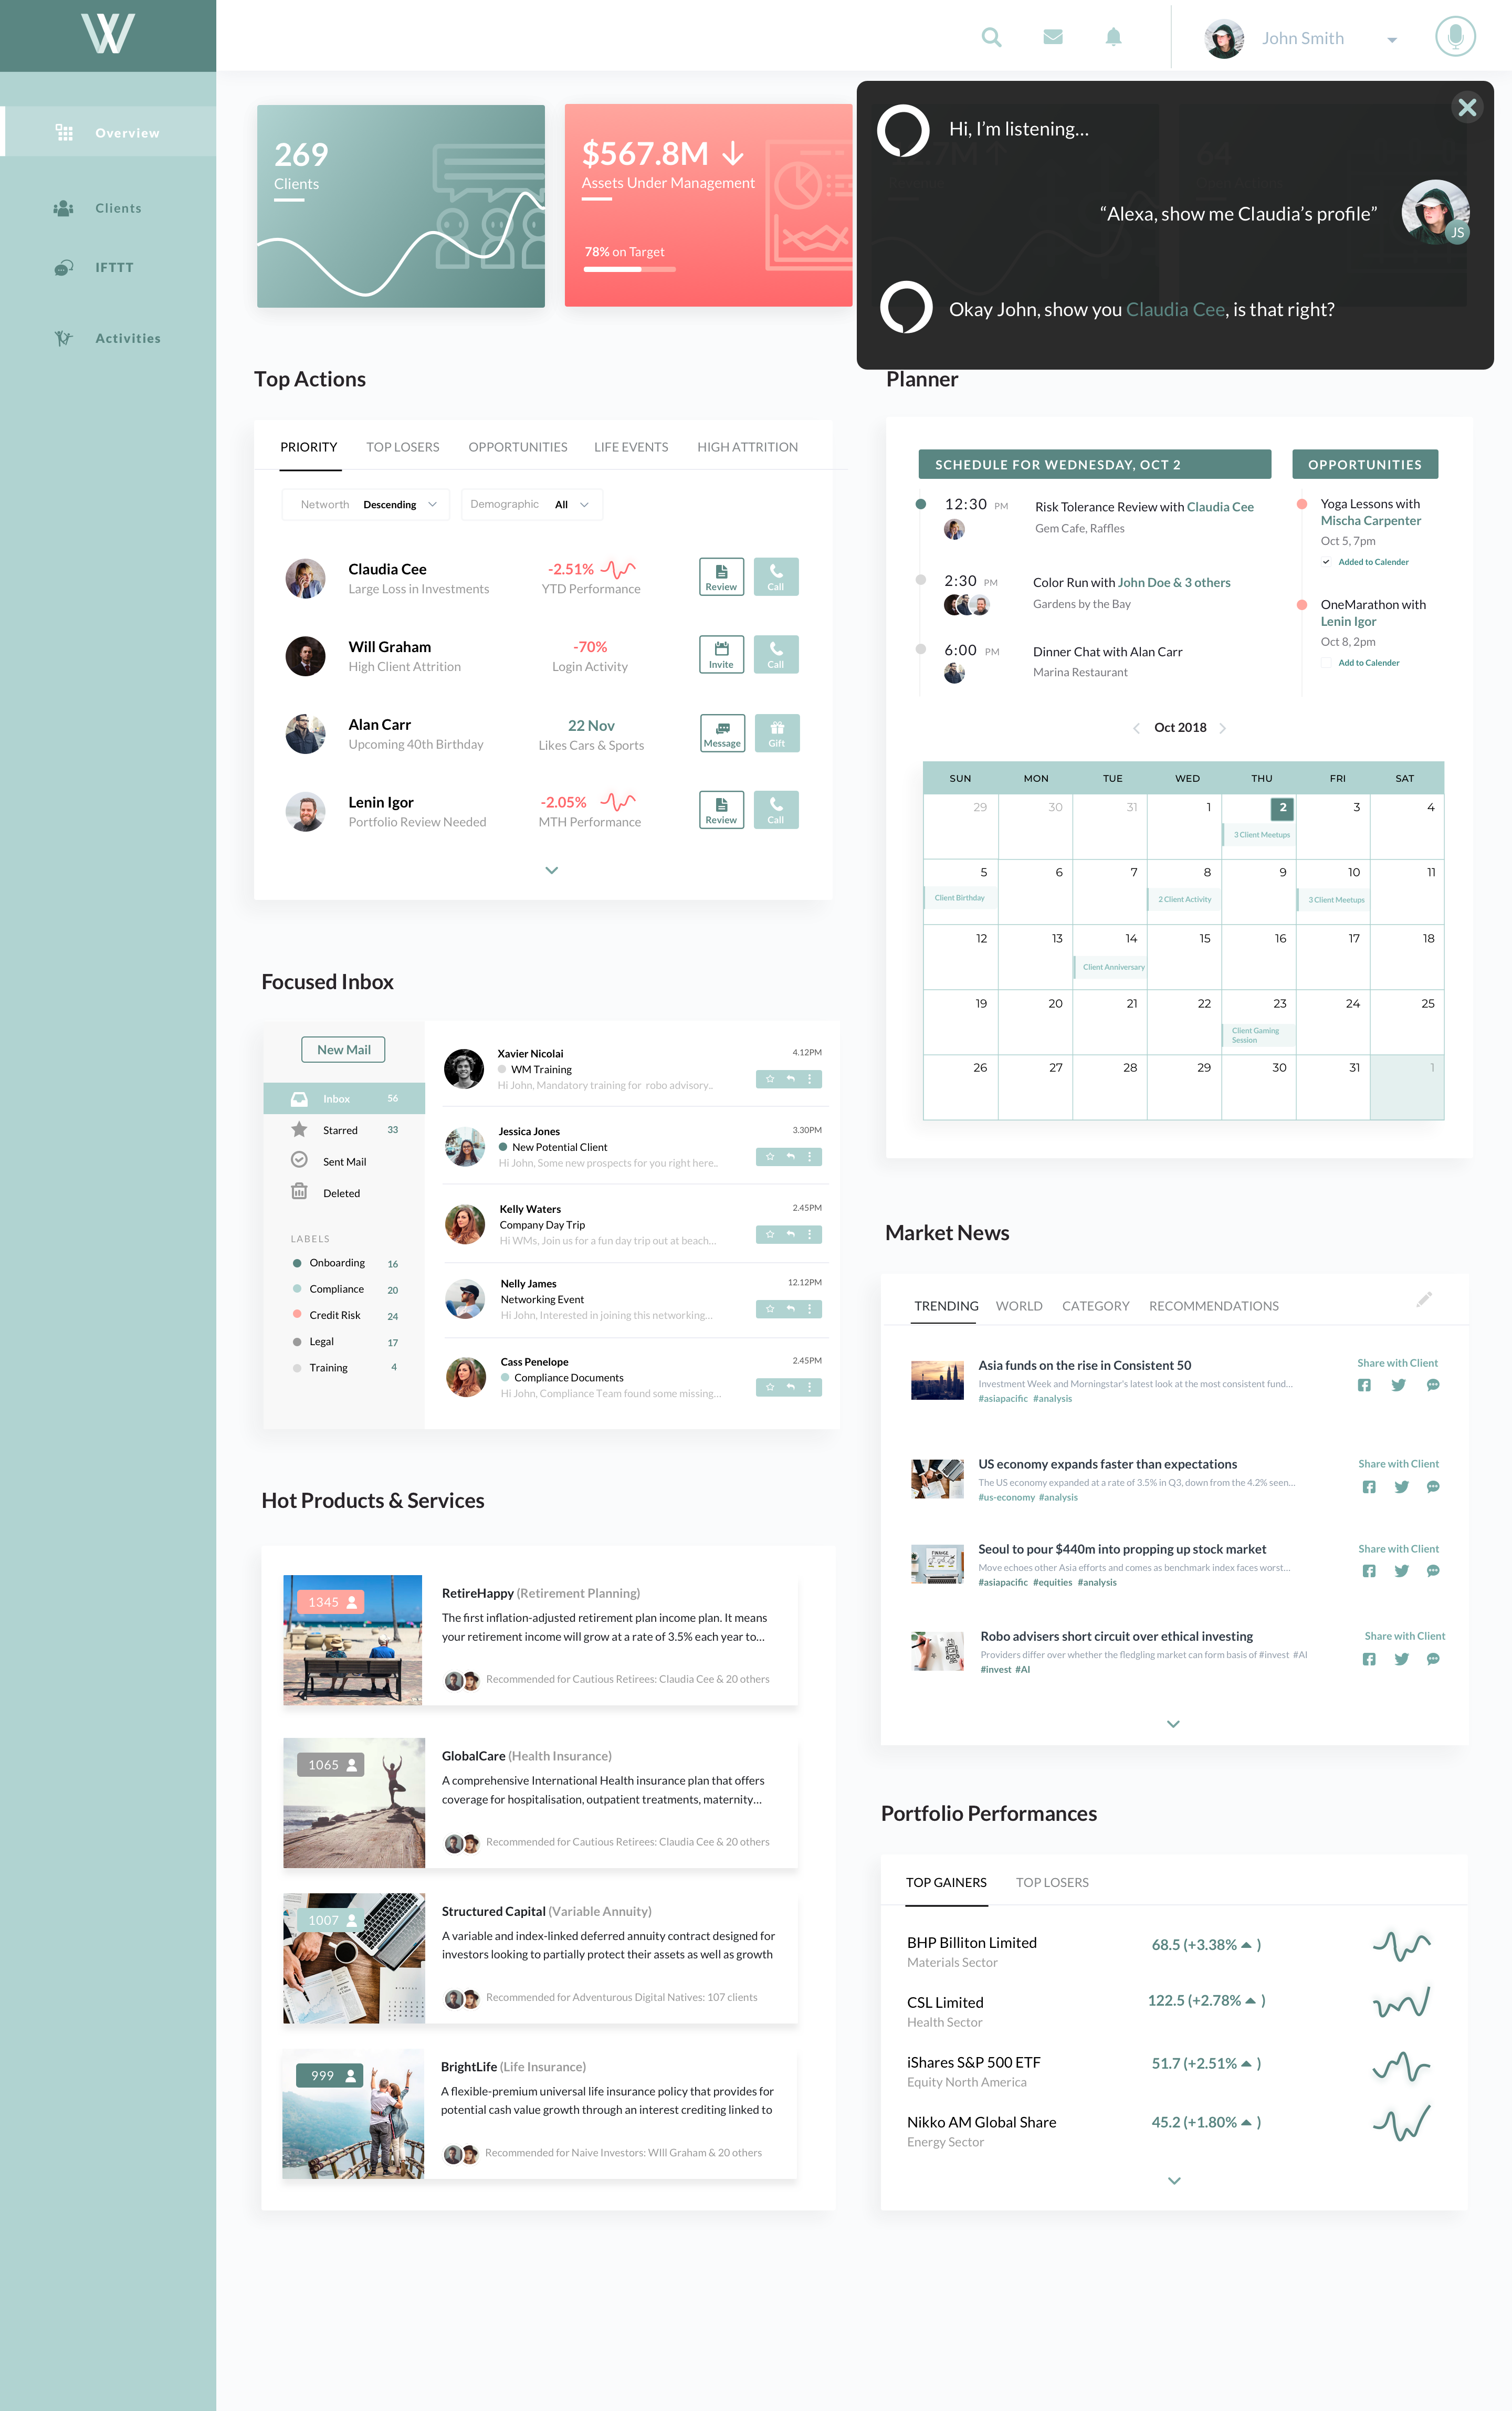 W
John Smith
Overview
Clients
IFTTT
Activities
269
Clients
$567.8M
Assets Under Management
78% on Target
Hi, I’m listening...
“Alexa, show me Claudia’s profile”
JS
Okay John, show you Claudia Cee, is that right?
7M
64
Top Actions
PRIORITY TOP LOSERS OPPORTUNITIES LIFE EVENTS HIGH ATTRITION
Networth Descending Demographic All
Claudia Cee -2.51%
Large Loss in Investments YTD Performance
Review Call
Will Graham -70%
High Client Attrition Login Activity
Invite Call
Alan Carr 22 Nov
Upcoming 40th Birthday Likes Cars & Sports
Message Gift
Lenin Igor -2.05%
Portfolio Review Needed MTH Performance
Review Call
Planner
SCHEDULE FOR WEDNESDAY, OCT 2
12:30 PM Risk Tolerance Review with Claudia Cee
Gem Cafe, Raffles
2:30 PM Color Run with John Doe & 3 others
Gardens by the Bay
6:00 PM Dinner Chat with Alan Carr
Marina Restaurant
OPPORTUNITIES
Yoga Lessons with
Mischa Carpenter
Oct 5, 7pm
Added to Calender
OneMarathon with
Lenin Igor
Oct 8, 2pm
Add to Calender
Oct 2018
SUN MON TUE WED THU FRI SAT
29 30 31 1 2 3 4
3 Client Meetups
5 6 7 8 9 10 11
Client Birthday 2 Client Activity 3 Client Meetups
12 13 14 15 16 17 18
Client Anniversary
19 20 21 22 23 24 25
Client Gaming
Session
26 27 28 29 30 31 1
Focused Inbox
New Mail
Inbox 56
Starred 33
Sent Mail
Deleted
LABELS
Onboarding 16
Compliance 20
Credit Risk 24
Legal 17
Training 4
Xavier Nicolai 4.12PM
WM Training
Hi John, Mandatory training for robo advisory..
Jessica Jones 3.30PM
New Potential Client
Hi John, Some new prospects for you right here..
Kelly Waters 2.45PM
Company Day Trip
Hi WMs, Join us for a fun day trip out at beach...
Nelly James 12.12PM
Networking Event
Hi John, Interested in joining this networking...
Cass Penelope 2.45PM
Compliance Documents
Hi John, Compliance Team found some missing...
Market News
TRENDING WORLD CATEGORY RECOMMENDATIONS
Asia funds on the rise in Consistent 50 Share with Client
Investment Week and Morningstar's latest look at the most consistent fund...
#asiapacific #analysis
US economy expands faster than expectations Share with Client
The US economy expanded at a rate of 3.5% in Q3, down from the 4.2% seen...
#us-economy #analysis
Seoul to pour $440m into propping up stock market Share with Client
Move echoes other Asia efforts and comes as benchmark index faces worst...
#asiapacific #equities #analysis
Robo advisers short circuit over ethical investing Share with Client
Providers differ over whether the fledgling market can form basis of #invest #AI
#invest #AI
Hot Products & Services
1345
RetireHappy (Retirement Planning)
The first inflation-adjusted retirement plan income plan. It means
your retirement income will grow at a rate of 3.5% each year to...
Recommended for Cautious Retirees: Claudia Cee & 20 others
1065
GlobalCare (Health Insurance)
A comprehensive International Health insurance plan that offers
coverage for hospitalisation, outpatient treatments, maternity...
Recommended for Cautious Retirees: Claudia Cee & 20 others
1007
Structured Capital (Variable Annuity)
A variable and index-linked deferred annuity contract designed for
investors looking to partially protect their assets as well as growth
Recommended for Adventurous Digital Natives: 107 clients
999
BrightLife (Life Insurance)
A flexible-premium universal life insurance policy that provides for
potential cash value growth through an interest crediting linked to
Recommended for Naive Investors: WIll Graham & 20 others
Portfolio Performances
TOP GAINERS TOP LOSERS
BHP Billiton Limited 68.5 (+3.38% )
Materials Sector
CSL Limited 122.5 (+2.78% )
Health Sector
iShares S&P 500 ETF 51.7 (+2.51% )
Equity North America
Nikko AM Global Share 45.2 (+1.80% )
Energy Sector